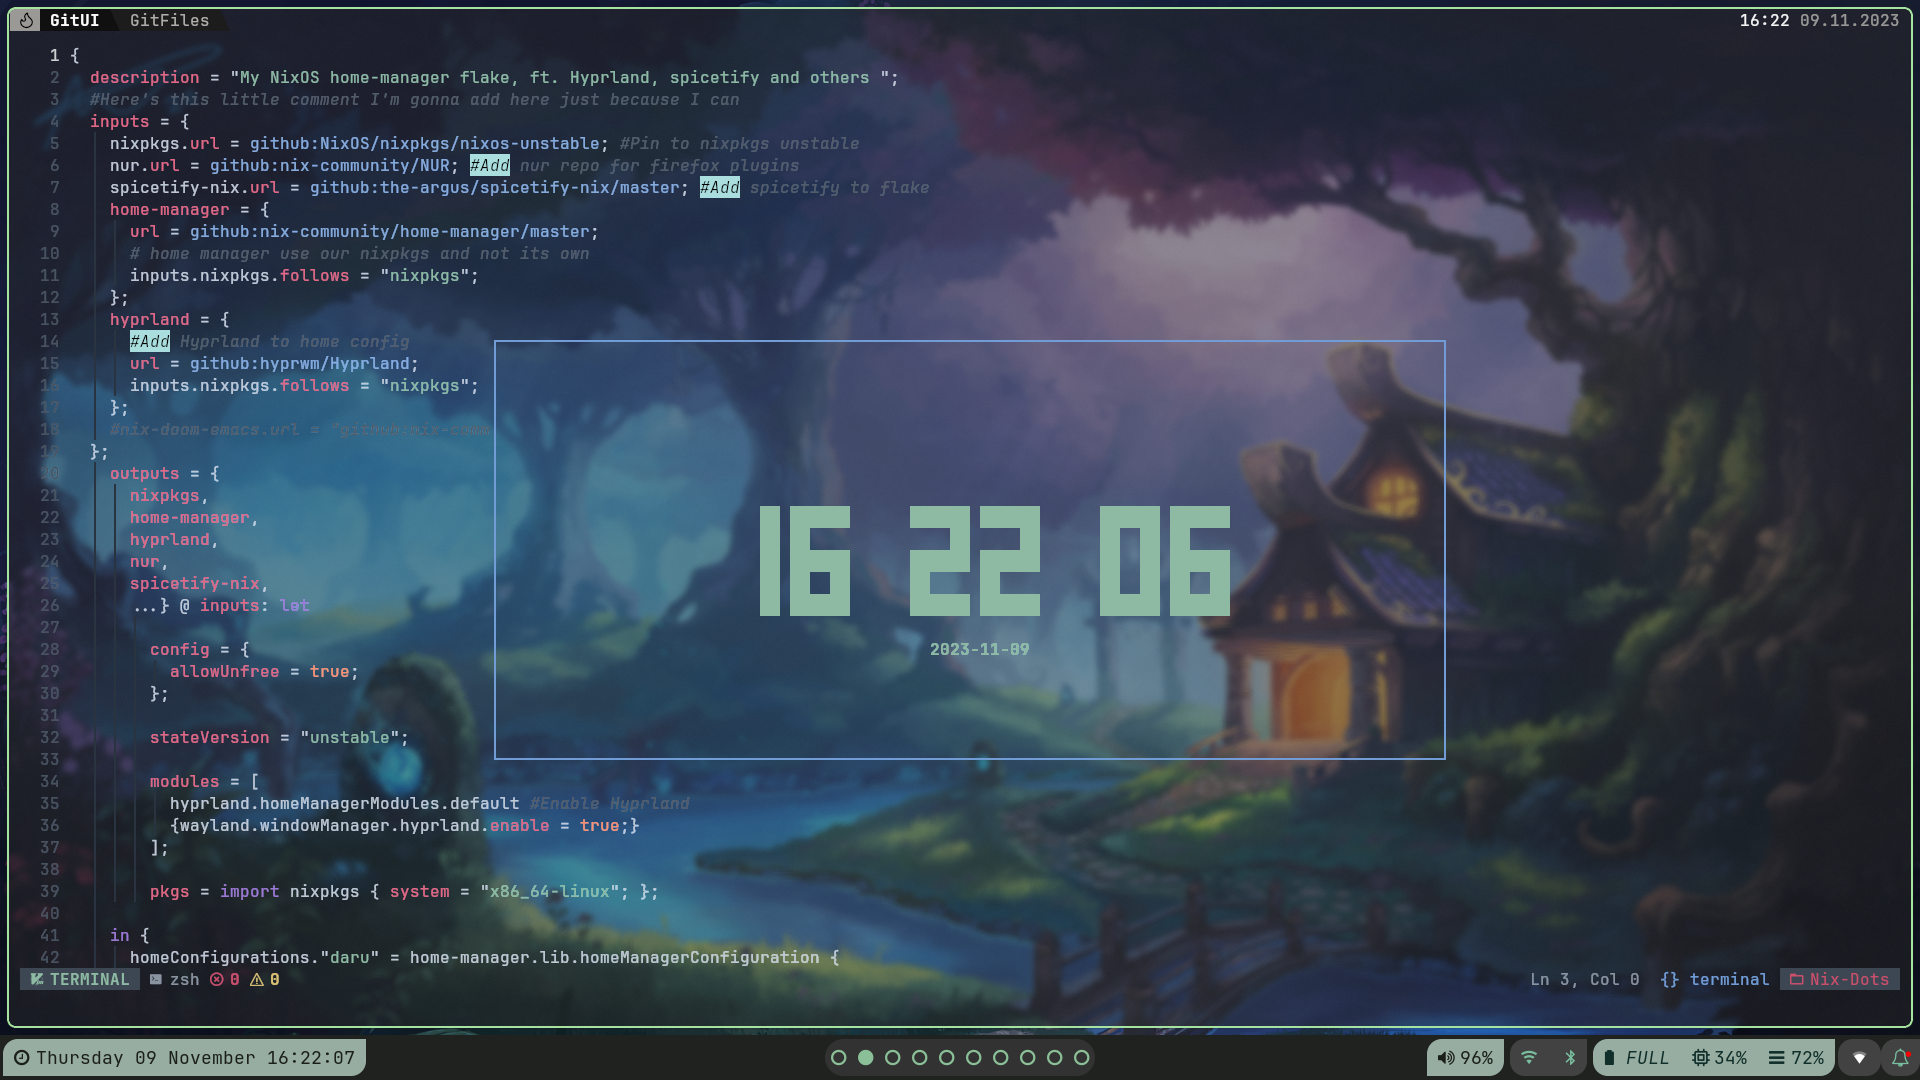 GitUI GitFiles 16:22 09.11.2023
1 {
2 description = "My NixOS home-manager flake, ft. Hyprland, spicetify and others ";
3 #Here's this little comment I'm gonna add here just because I can
4 inputs = {
5 nixpkgs.url = github:NixOS/nixpkgs/nixos-unstable; #Pin to nixpkgs unstable
6 nur.url = github:nix-community/NUR; #Add nur repo for firefox plugins
7 spicetify-nix.url = github:the-argus/spicetify-nix/master; #Add spicetify to flake
8 home-manager = {
9 url = github:nix-community/home-manager/master;
10 # home manager use our nixpkgs and not its own
11 inputs.nixpkgs.follows = "nixpkgs";
12 };
13 hyprland = {
14 #Add Hyprland to home config
15 url = github:hyprwm/Hyprland;
16 inputs.nixpkgs.follows = "nixpkgs";
17 };
18 #nix-doom-emacs.url = "github:nix-comm
19 };
20 outputs = {
21 nixpkgs,
22 home-manager,
23 hyprland,
24 nur,
25 spicetify-nix,
26 ...} @ inputs: let
27
28 config = {
29 allowUnfree = true;
30 };
31
32 stateVersion = "unstable";
33
34 modules = [
35 hyprland.homeManagerModules.default #Enable Hyprland
36 {wayland.windowManager.hyprland.enable = true;}
37 ];
38
39 pkgs = import nixpkgs { system = "x86_64-linux"; };
40
41 in {
42 homeConfigurations."daru" = home-manager.lib.homeManagerConfiguration {
16 22 06
2023-11-09
TERMINAL zsh 0 0 Ln 3, Col 0 {} terminal Nix-Dots
Thursday 09 November 16:22:07 96% FULL 34% 72%